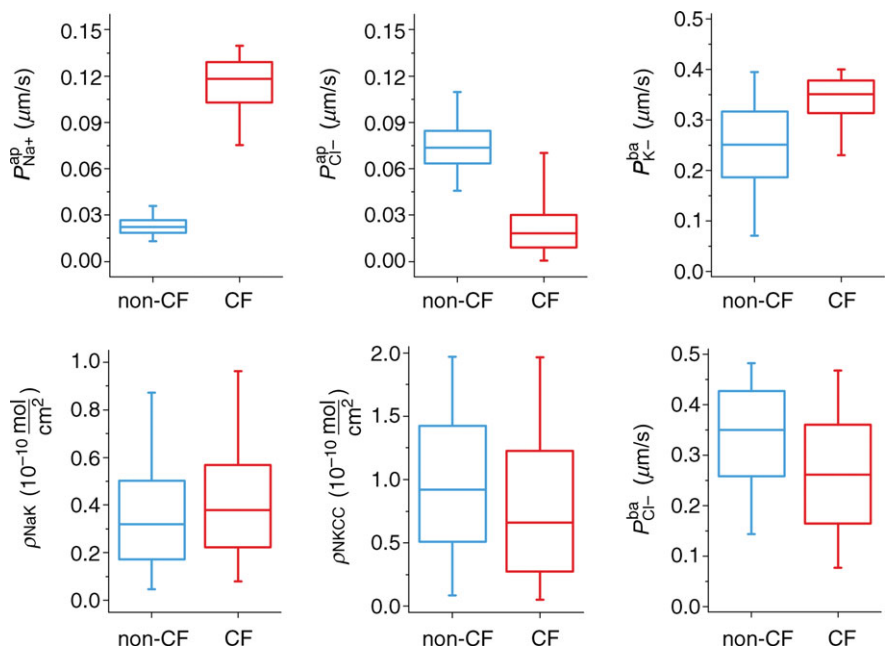 P^ap_Na+ (μm/s)
0.15
0.12
0.09
0.06
0.03
0.00
non-CF CF
P^ap_Cl– (μm/s)
0.15
0.12
0.09
0.06
0.03
0.00
non-CF CF
P^ba_K– (μm/s)
0.5
0.4
0.3
0.2
0.1
0.0
non-CF CF
ρNaK (10–10 mol/cm2)
1.0
0.8
0.6
0.4
0.2
0.0
non-CF CF
ρNKCC (10–10 mol/cm2)
2.0
1.5
1.0
0.5
0.0
non-CF CF
P^ba_Cl– (μm/s)
0.5
0.4
0.3
0.2
0.1
0.0
non-CF CF